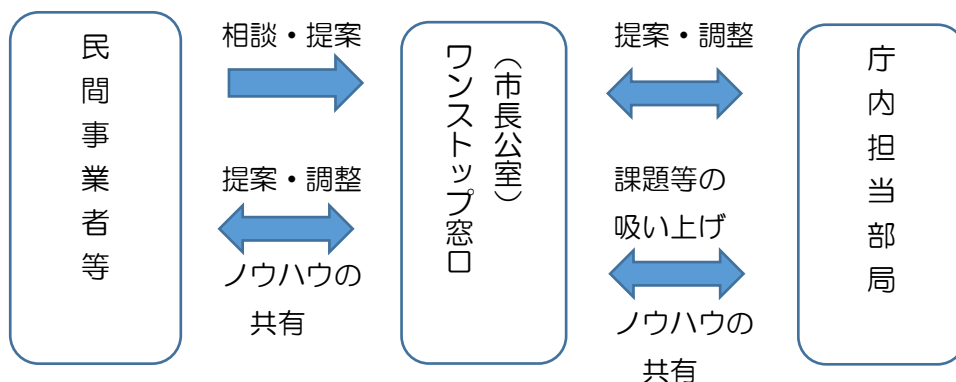 民間事業者等
相談・提案
提案・調整
ノウハウの
共有
ワンストップ窓口
（市長公室）
提案・調整
課題等の
吸い上げ
ノウハウの
共有
庁内担当部局